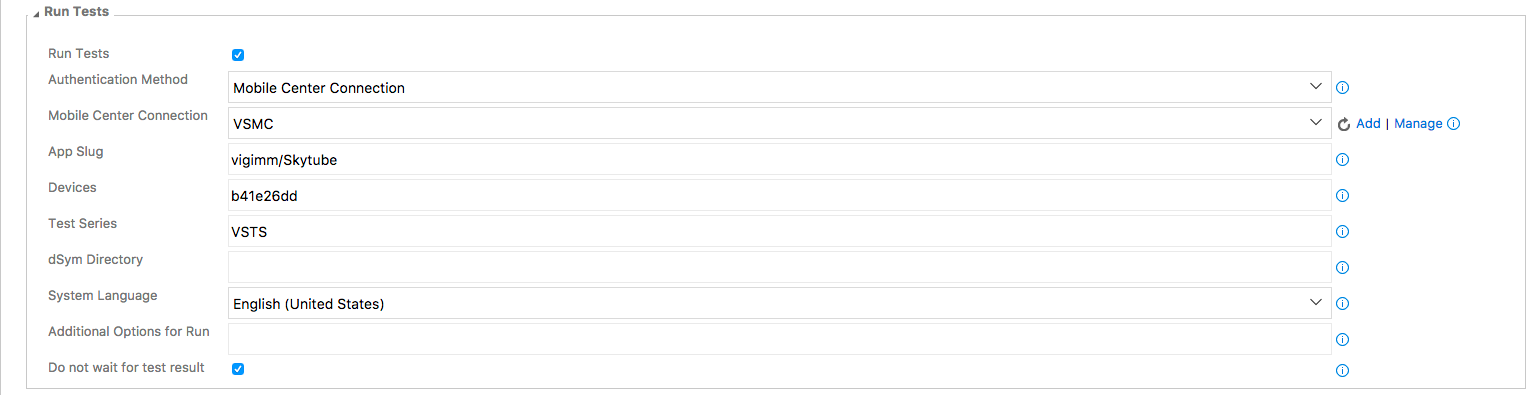 Run Tests
Run Tests
Authentication Method
Mobile Center Connection
Mobile Center Connection
VSMC
Add | Manage
App Slug
vigimm/Skytube
Devices
b41e26dd
Test Series
VSTS
dSym Directory
System Language
English (United States)
Additional Options for Run
Do not wait for test result